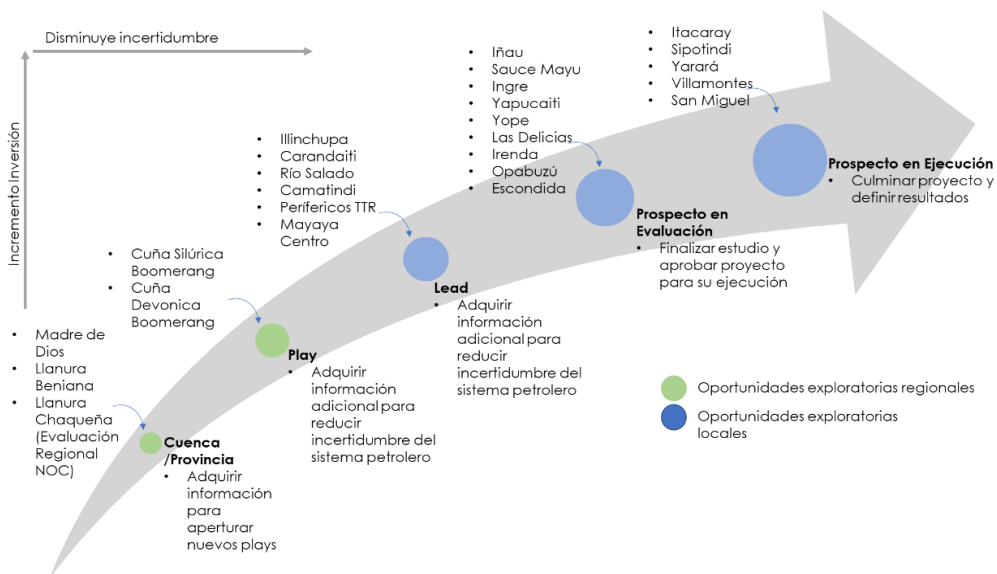 Disminuye incertidumbre
Incremento Inversión
• Madre de
Dios
• Llanura
Beniana
• Llanura
Chaqueña
(Evaluación
Regional
NOC)
Cuenca
/Provincia
• Adquirir
información
para
aperturar
nuevos plays
• Cuña Silúrica
Boomerang
• Cuña
Devonica
Boomerang
Play
• Adquirir
información
adicional para
reducir
incertidumbre del
sistema petrolero
• Illinchupa
• Carandaiti
• Río Salado
• Camatindi
• Perífericos TTR
• Mayaya
Centro
Lead
• Adquirir
información
adicional para
reducir
incertidumbre del
sistema petrolero
• Iñau
• Sauce Mayu
• Ingre
• Yapucaiti
• Yope
• Las Delicias
• Irenda
• Opabuzú
• Escondida
Prospecto en
Evaluación
• Finalizar estudio y
aprobar proyecto
para su ejecución
• Itacaray
• Sipotindi
• Yarará
• Villamontes
• San Miguel
Prospecto en Ejecución
• Culminar proyecto y
definir resultados
Oportunidades exploratorias regionales
Oportunidades exploratorias
locales